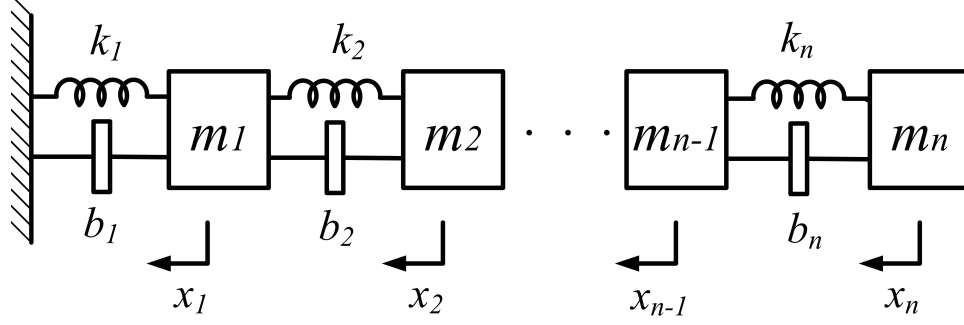 k1 k2 kn
m1 m2 . . . mn-1 mn
b1 b2 bn
x1 x2 xn-1 xn